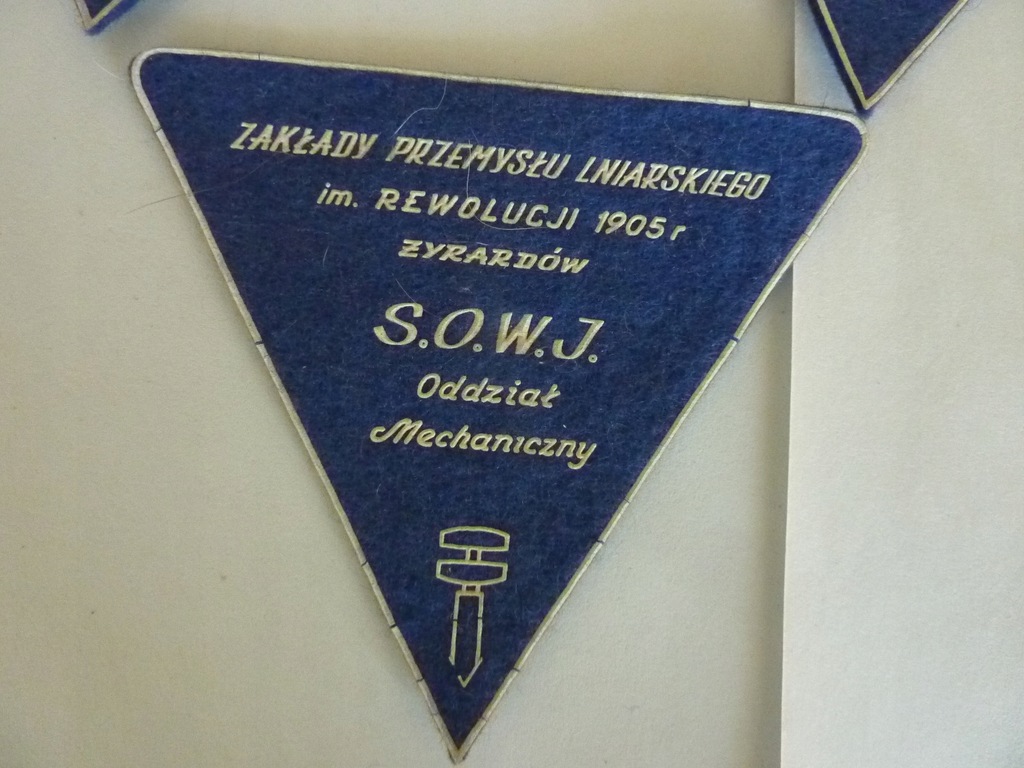 ZAKŁADY PRZEMYSŁU LNIARSKIEGO
im. REWOLUCJI 1905 r
ŻYRARDÓW
S.O.W.J.
Oddział
Mechaniczny